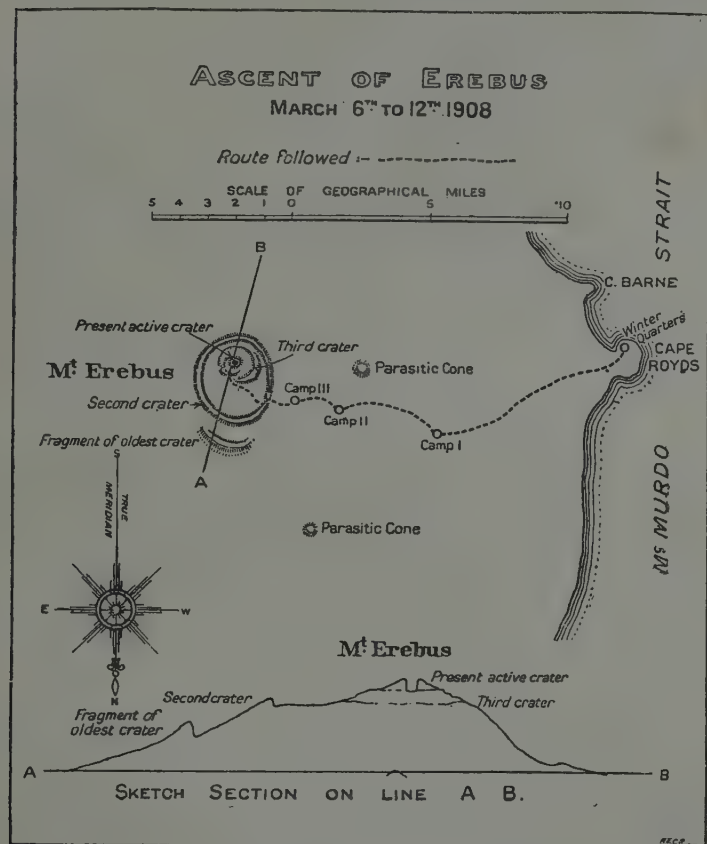 ASCENT OF EREBUS
MARCH 6TH TO 12TH 1908
Route followed :-
SCALE OF GEOGRAPHICAL MILES
5 4 3 2 1 0 5 10
STRAIT
B
C. BARNE
Winter Quarters
CAPE ROYDS
Present active crater
Third crater
Mt. Erebus
Parasitic Cone
Second crater
Camp III
Camp II
Camp I
Fragment of oldest crater
A
S
TRUE MERIDIAN
Mc MURDO
Parasitic Cone
E
W
N
Mt. Erebus
Present active crater
Second crater
Third crater
Fragment of
oldest crater
A
B
SKETCH SECTION ON LINE A B.